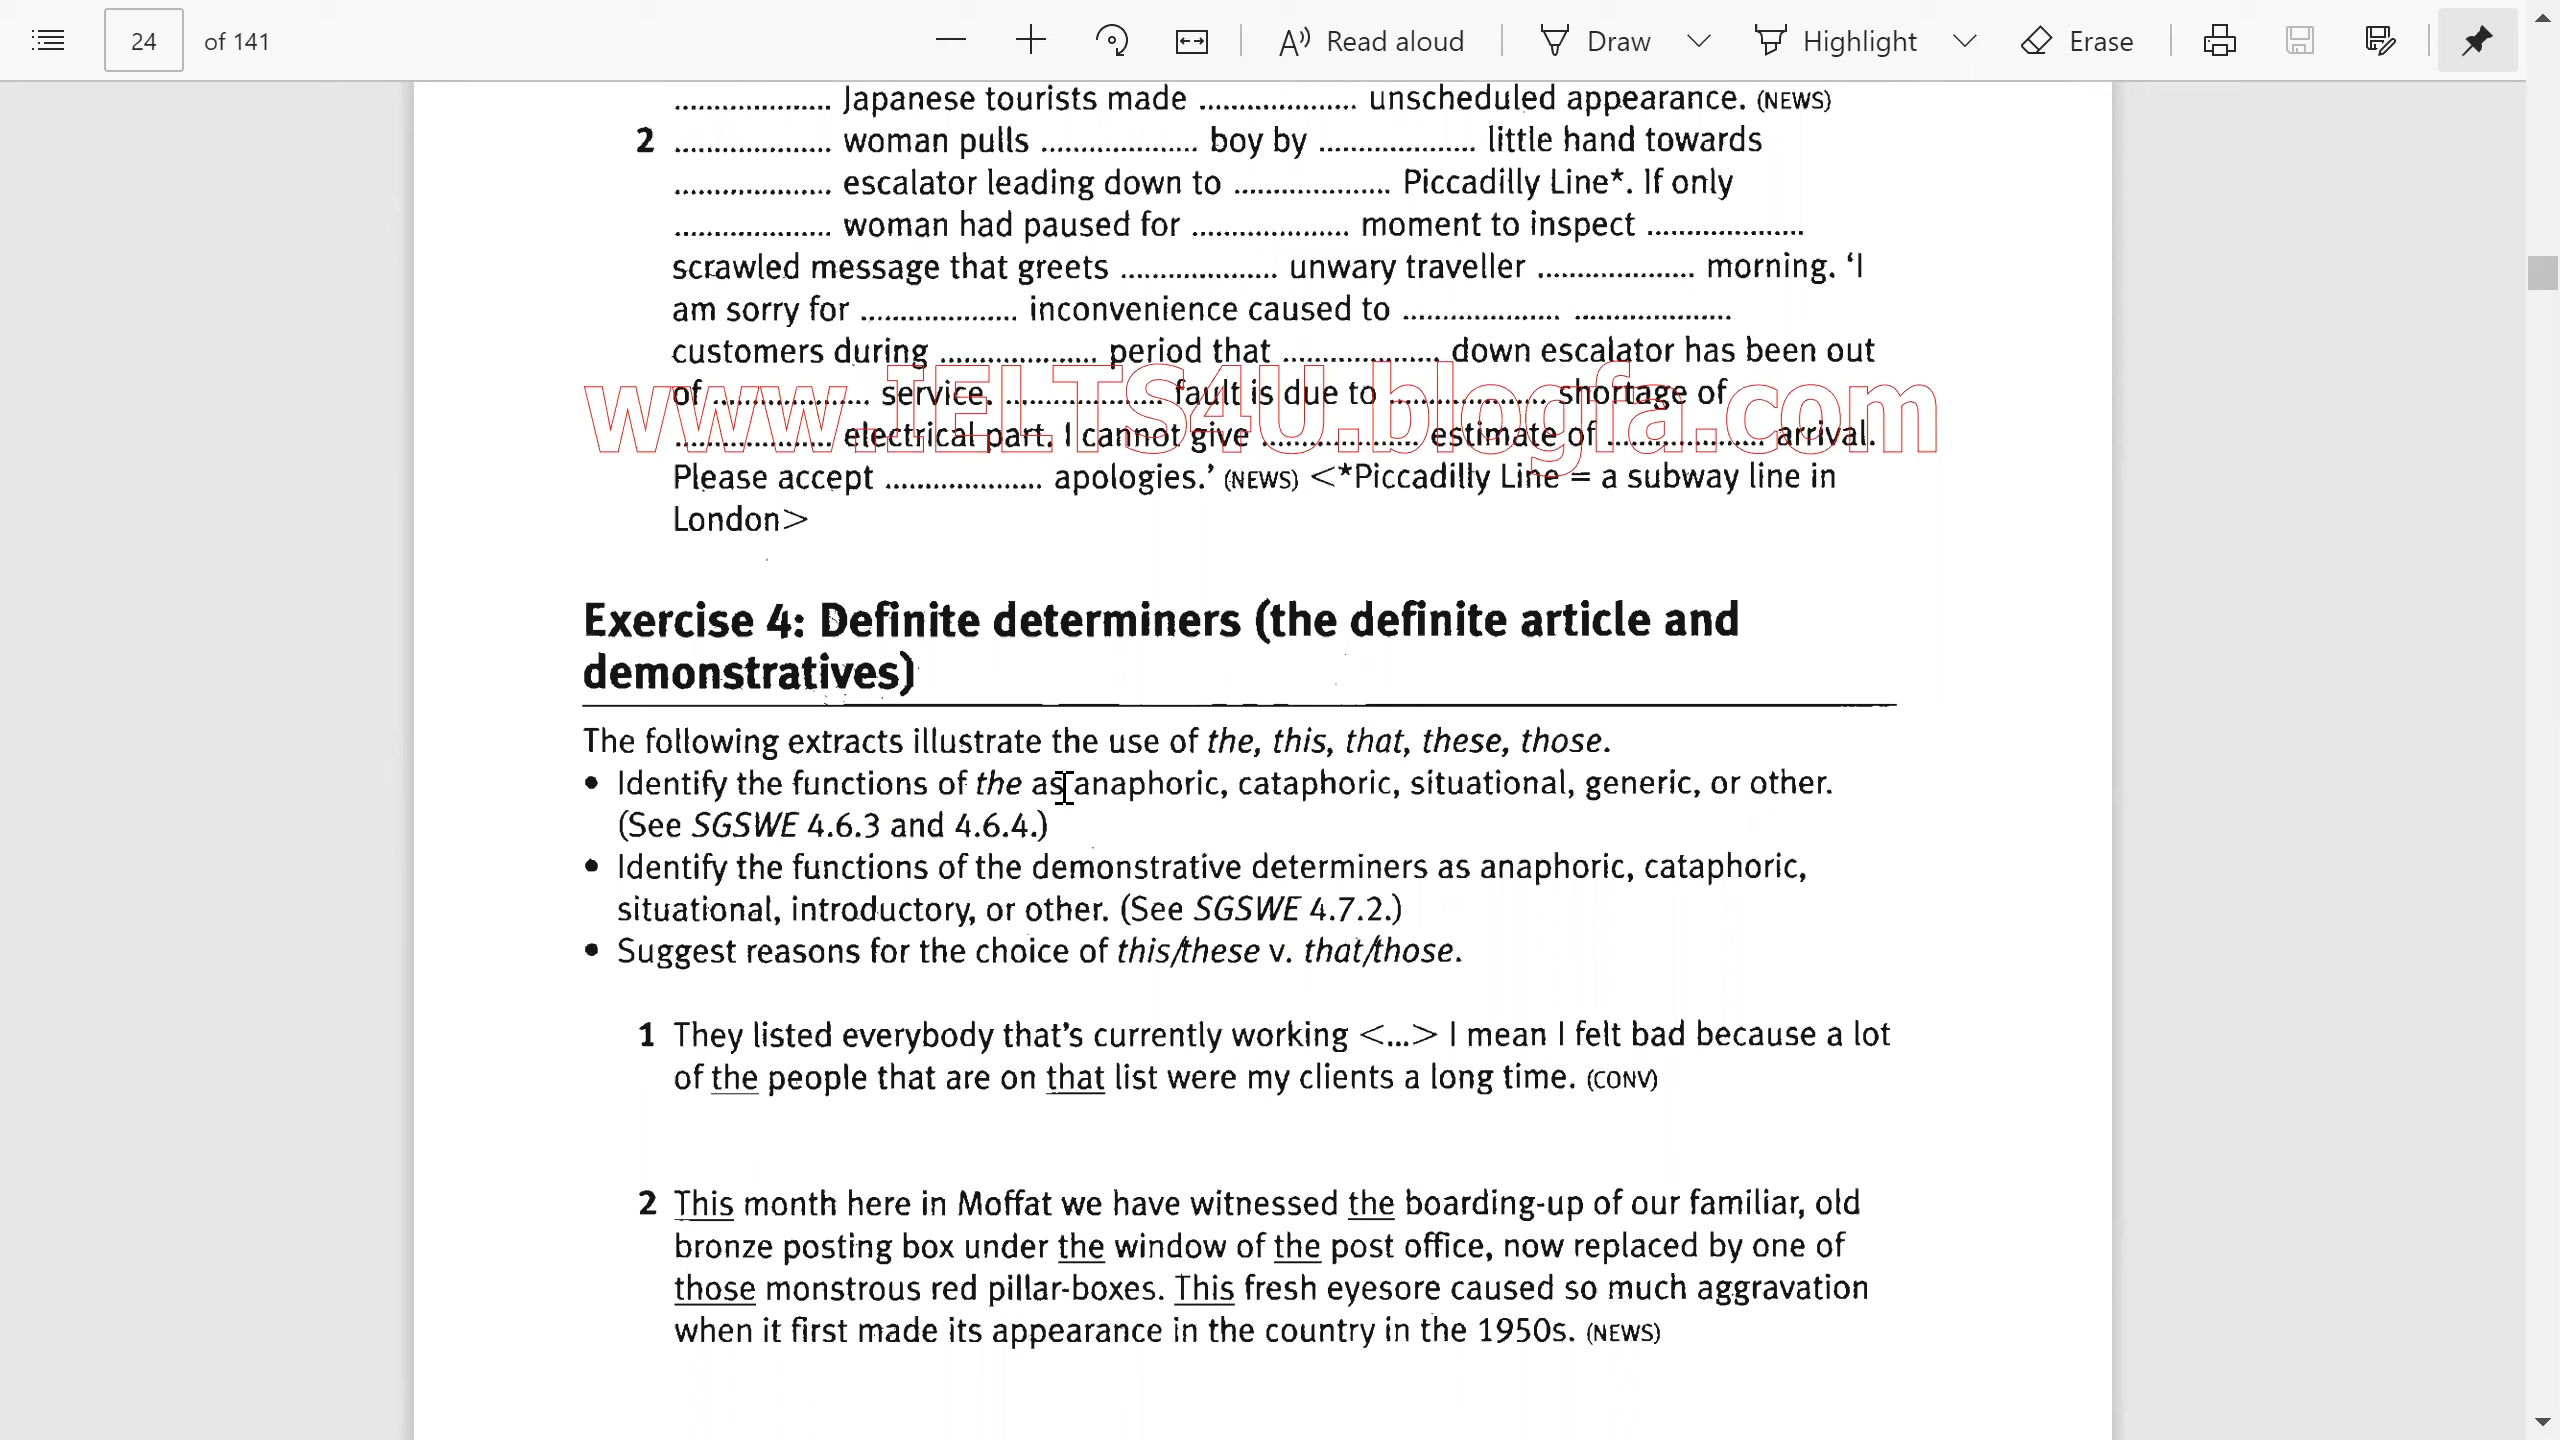 24 of 141 Read aloud Draw Highlight Erase
.................... Japanese tourists made .................... unscheduled appearance. (NEWS)
2 .................... woman pulls .................... boy by .................... little hand towards
.................... escalator leading down to .................... Piccadilly Line*. If only
.................... woman had paused for .................... moment to inspect ....................
scrawled message that greets .................... unwary traveller .................... morning. ‘I
am sorry for .................... inconvenience caused to .................... ....................
customers during .................... period that .................... down escalator has been out
of .................... service. .................... fault is due to .................... shortage of
www.IELTS4U.blogfa.com
.................... electrical part. I cannot give .................... estimate of .................... arrival.
Please accept .................... apologies.’ (NEWS) <*Piccadilly Line = a subway line in
London>
Exercise 4: Definite determiners (the definite article and
demonstratives)
The following extracts illustrate the use of the, this, that, these, those.
• Identify the functions of the as anaphoric, cataphoric, situational, generic, or other.
(See SGSWE 4.6.3 and 4.6.4.)
• Identify the functions of the demonstrative determiners as anaphoric, cataphoric,
situational, introductory, or other. (See SGSWE 4.7.2.)
• Suggest reasons for the choice of this/these v. that/those.
1 They listed everybody that’s currently working <...> I mean I felt bad because a lot
of the people that are on that list were my clients a long time. (CONV)
2 This month here in Moffat we have witnessed the boarding-up of our familiar, old
bronze posting box under the window of the post office, now replaced by one of
those monstrous red pillar-boxes. This fresh eyesore caused so much aggravation
when it first made its appearance in the country in the 1950s. (NEWS)